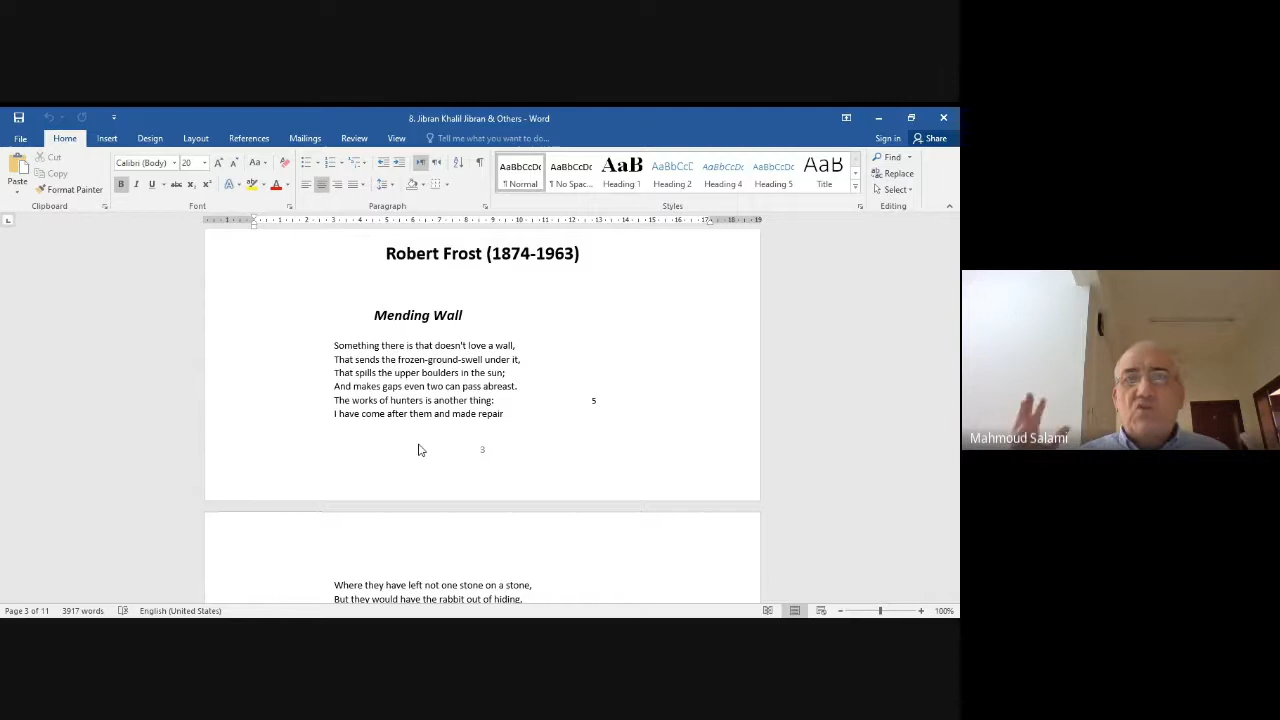 8. Jibran Khalil Jibran & Others - Word
File Home Insert Design Layout References Mailings Review View Tell me what you want to do... Sign in Share
Paste Cut Copy Format Painter Clipboard
Calibri (Body) 20 Font
Paragraph
AaBbCcDc AaBbCcDc AaB AaBbCcC AaBbCcDc AaBbCcDc AaB
¶ Normal ¶ No Spac... Heading 1 Heading 2 Heading 4 Heading 5 Title
Styles
Find Replace Select Editing
Robert Frost (1874-1963)
Mending Wall
Something there is that doesn't love a wall,
That sends the frozen-ground-swell under it,
That spills the upper boulders in the sun;
And makes gaps even two can pass abreast.
The works of hunters is another thing: 5
I have come after them and made repair
3
Where they have left not one stone on a stone,
But they would have the rabbit out of hiding,
Page 3 of 11 3917 words English (United States) 100%
Mahmoud Salami